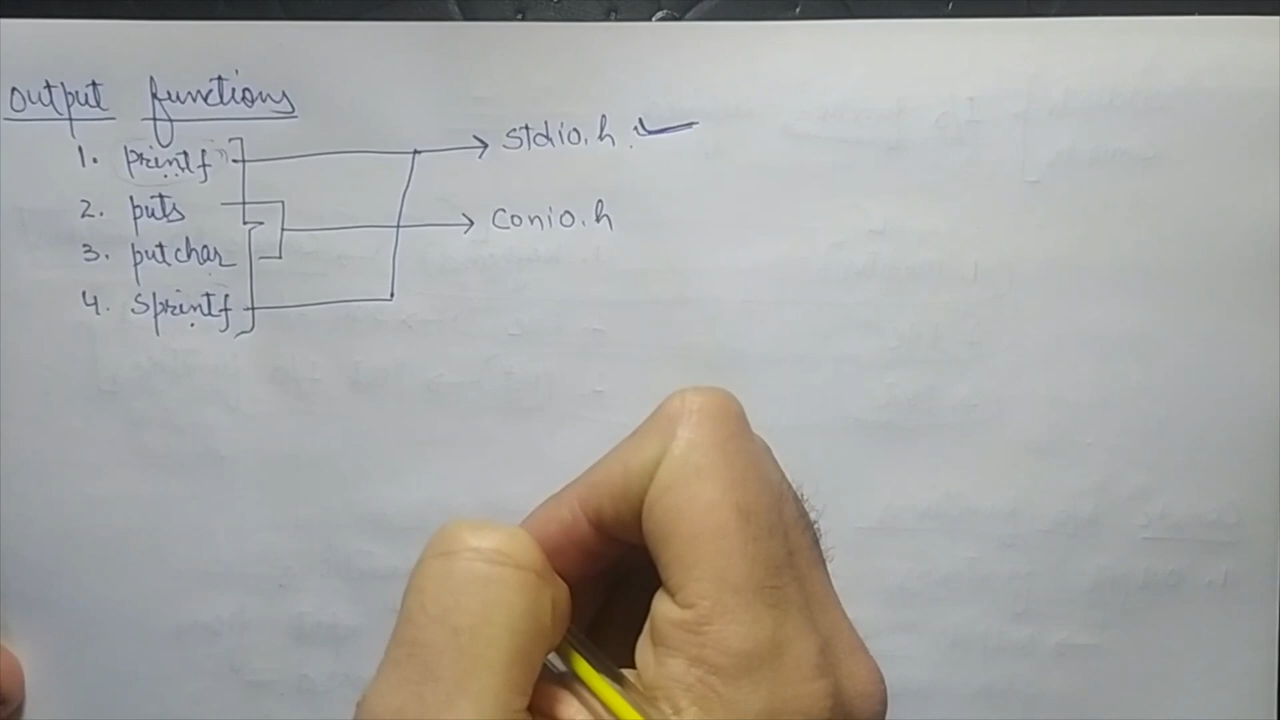 output functions
1. printf → stdio.h
2. puts → conio.h
3. putchar
4. sprintf